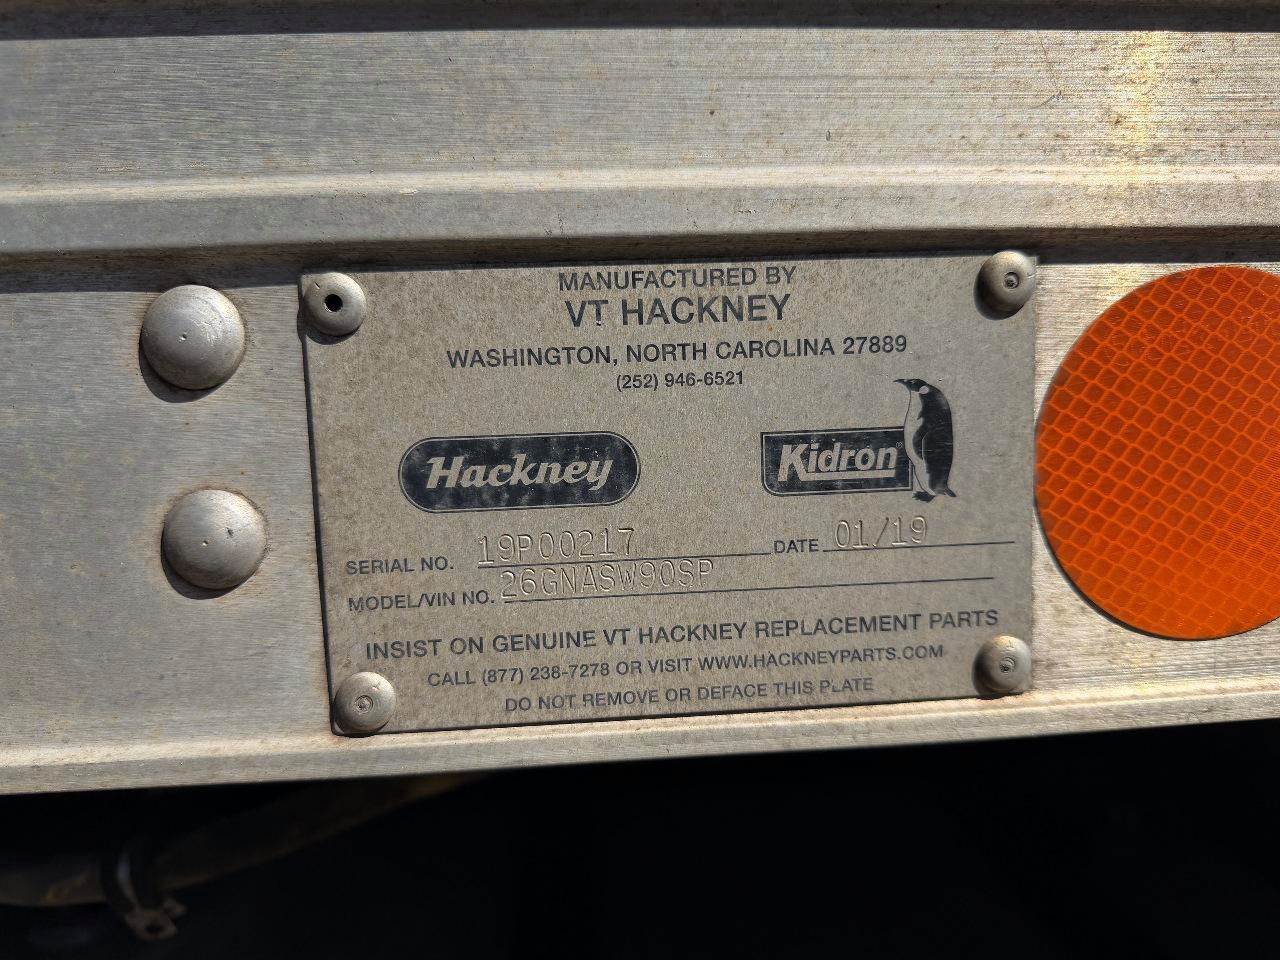 MANUFACTURED BY
VT HACKNEY
WASHINGTON, NORTH CAROLINA 27889
(252) 946-6521
Hackney
Kidron®
SERIAL NO. 19P00217 DATE 01/19
MODEL/VIN NO. 26GNASW90SP
INSIST ON GENUINE VT HACKNEY REPLACEMENT PARTS
CALL (877) 238-7278 OR VISIT WWW.HACKNEYPARTS.COM
DO NOT REMOVE OR DEFACE THIS PLATE